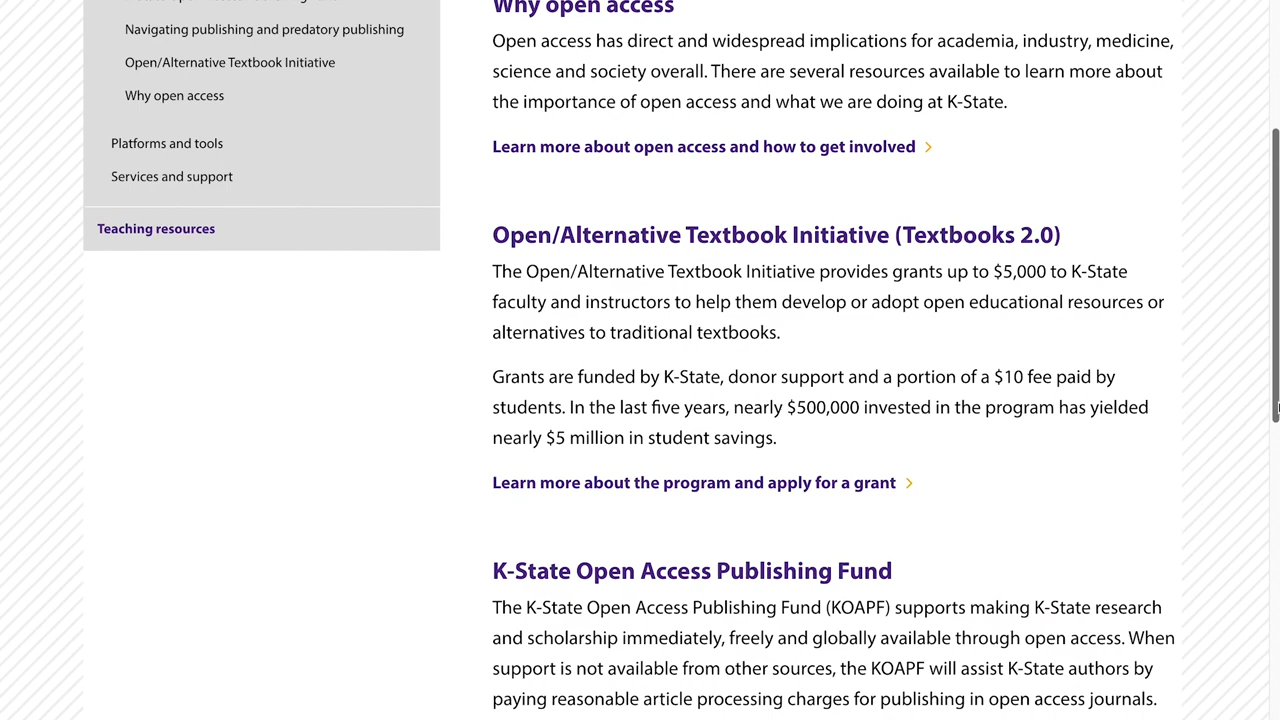 Navigating publishing and predatory publishing
Open/Alternative Textbook Initiative
Why open access
Platforms and tools
Services and support
Teaching resources
Why open access
Open access has direct and widespread implications for academia, industry, medicine,
science and society overall. There are several resources available to learn more about
the importance of open access and what we are doing at K-State.
Learn more about open access and how to get involved
Open/Alternative Textbook Initiative (Textbooks 2.0)
The Open/Alternative Textbook Initiative provides grants up to $5,000 to K-State
faculty and instructors to help them develop or adopt open educational resources or
alternatives to traditional textbooks.
Grants are funded by K-State, donor support and a portion of a $10 fee paid by
students. In the last five years, nearly $500,000 invested in the program has yielded
nearly $5 million in student savings.
Learn more about the program and apply for a grant
K-State Open Access Publishing Fund
The K-State Open Access Publishing Fund (KOAPF) supports making K-State research
and scholarship immediately, freely and globally available through open access. When
support is not available from other sources, the KOAPF will assist K-State authors by
paying reasonable article processing charges for publishing in open access journals.